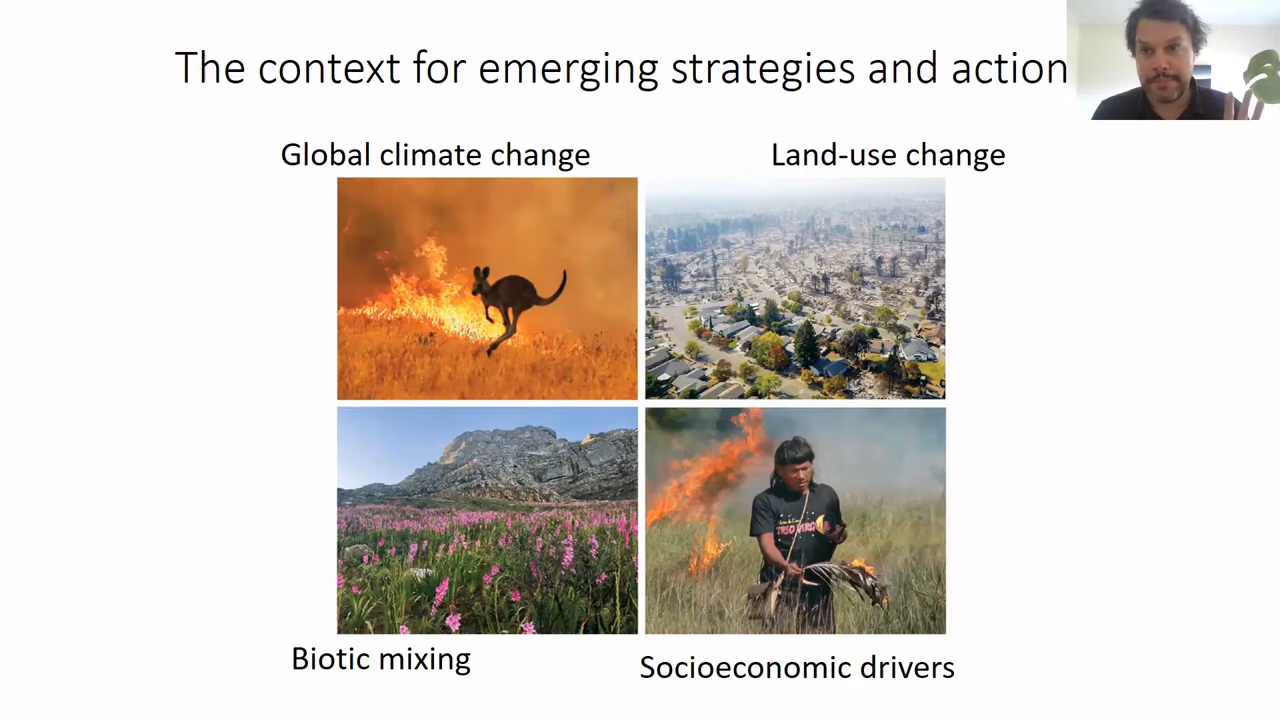 The context for emerging strategies and action
Global climate change
Land-use change
Biotic mixing
Socioeconomic drivers